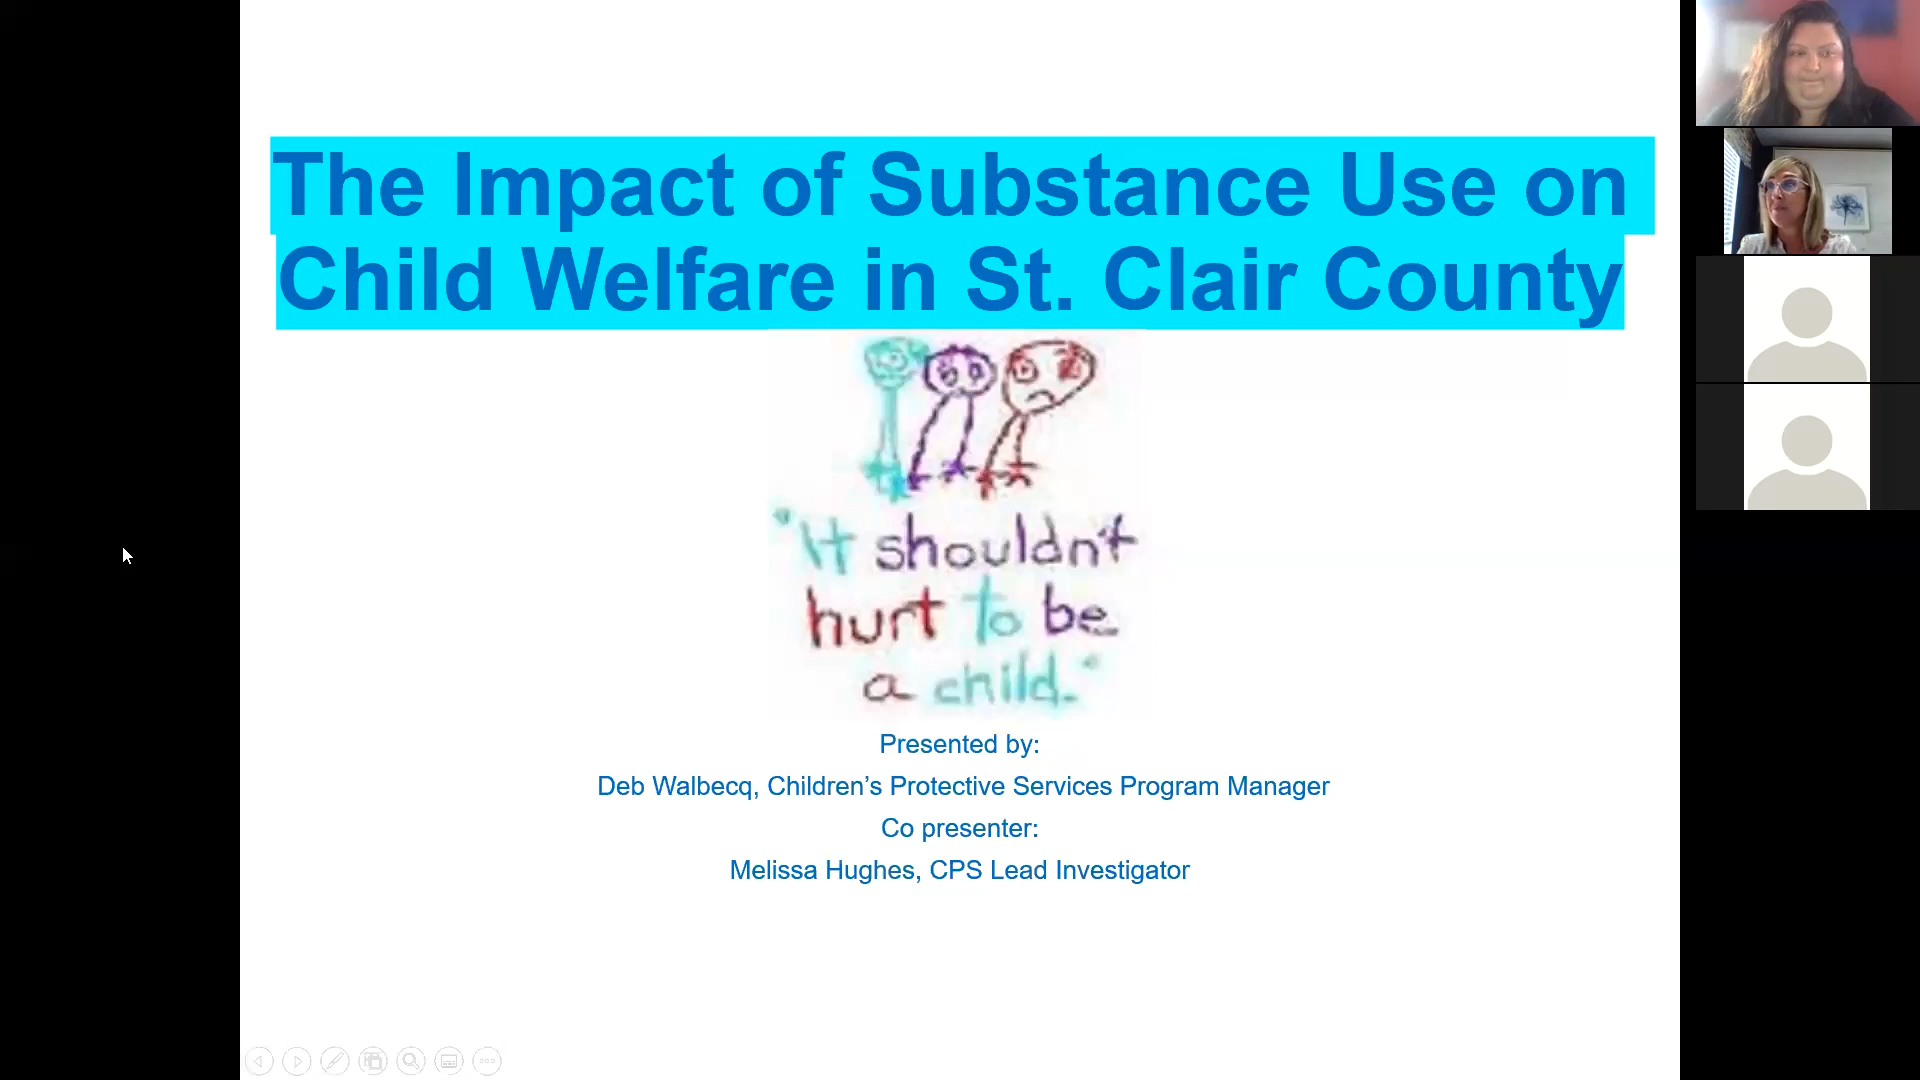 The Impact of Substance Use on
Child Welfare in St. Clair County
"It shouldn't
hurt to be
a child."
Presented by:
Deb Walbecq, Children’s Protective Services Program Manager
Co presenter:
Melissa Hughes, CPS Lead Investigator